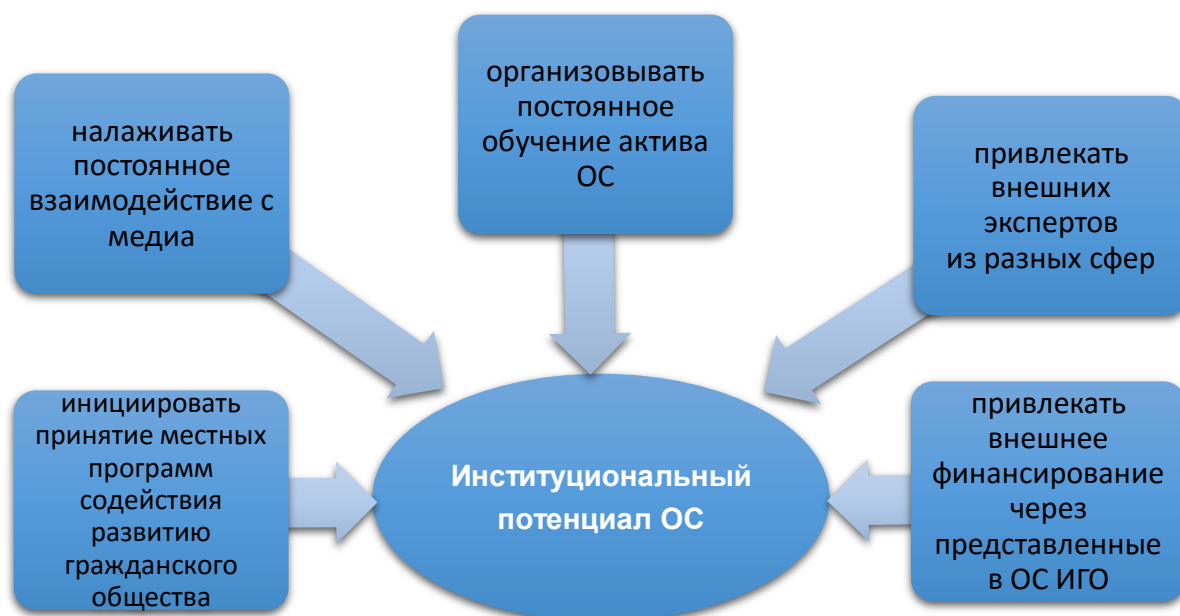 налаживать
постоянное
взаимодействие с
медиа
организовывать
постоянное
обучение актива
ОС
привлекать
внешних
экспертов
из разных сфер
инициировать
принятие местных
программ
содействия
развитию
гражданского
общества
Институциональный
потенциал ОС
привлекать
внешнее
финансирование
через
представленные
в ОС ИГО